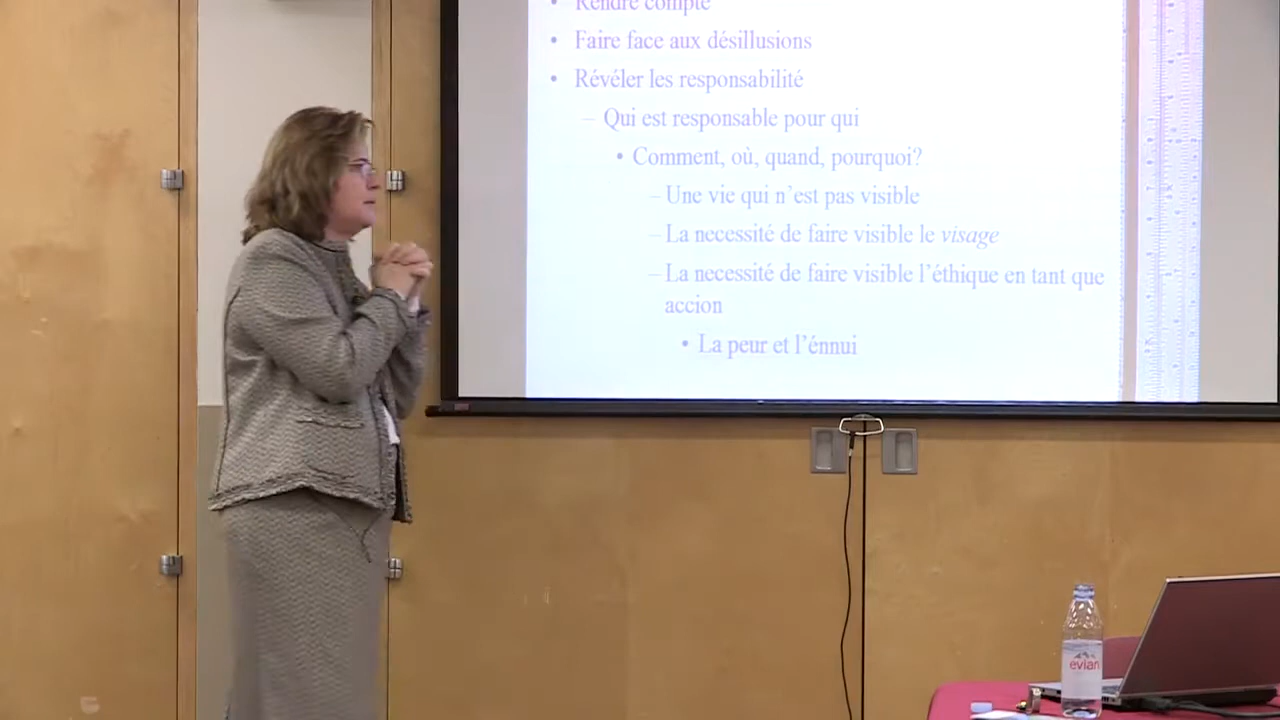 • Rendre compte
• Faire face aux désillusions
• Révéler les responsabilité
– Qui est responsable pour qui
• Comment, où, quand, pourquoi?
– Une vie qui n’est pas visible
– La necessité de faire visible le visage
– La necessité de faire visible l’éthique en tant que
accion
• La peur et l’énnui
evian